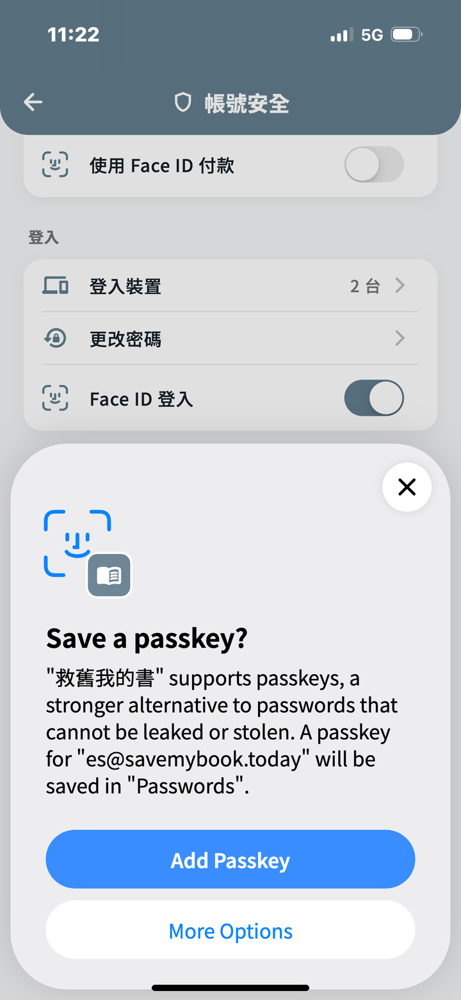 11:22
5G
帳號安全
使用 Face ID 付款
登入
登入裝置
2 台
更改密碼
Face ID 登入
Save a passkey?
"救舊我的書" supports passkeys, a
stronger alternative to passwords that
cannot be leaked or stolen. A passkey
for "es@savemybook.today" will be
saved in "Passwords".
Add Passkey
More Options